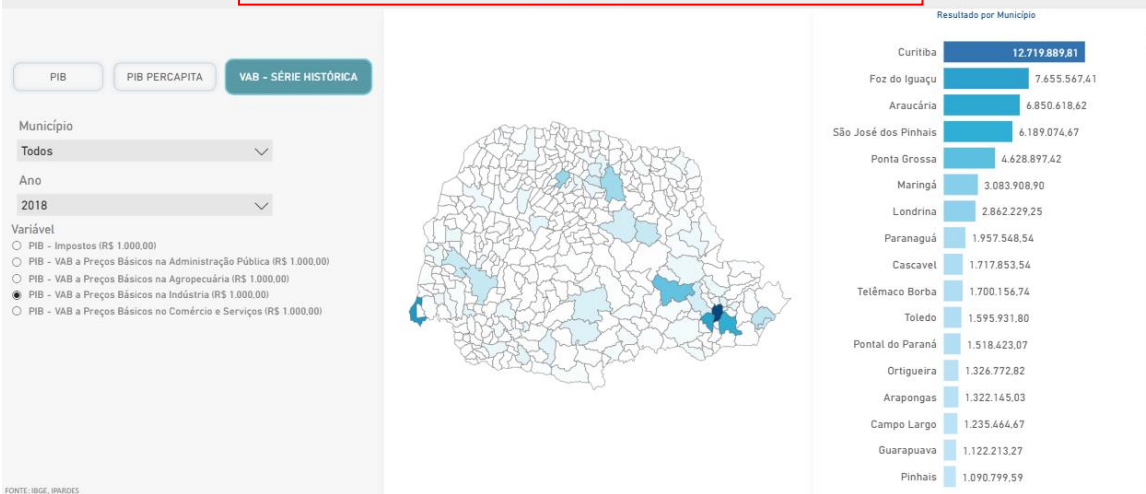 PIB
PIB PERCAPITA
VAB - SÉRIE HISTÓRICA
Município
Todos
Ano
2018
Variável
PIB - Impostos (R$ 1.000,00)
PIB - VAB a Preços Básicos na Administração Pública (R$ 1.000,00)
PIB - VAB a Preços Básicos na Agropecuária (R$ 1.000,00)
PIB - VAB a Preços Básicos na Indústria (R$ 1.000,00)
PIB - VAB a Preços Básicos no Comércio e Serviços (R$ 1.000,00)
FONTE: IBGE, IPARDES
Resultado por Município
Curitiba 12.719.889,81
Foz do Iguaçu 7.655.567,41
Araucária 6.850.618,62
São José dos Pinhais 6.189.074,67
Ponta Grossa 4.628.897,42
Maringá 3.083.908,90
Londrina 2.862.229,25
Paranaguá 1.957.548,54
Cascavel 1.717.853,54
Telêmaco Borba 1.700.156,74
Toledo 1.595.931,80
Pontal do Paraná 1.518.423,07
Ortigueira 1.326.772,82
Arapongas 1.322.145,03
Campo Largo 1.235.464,67
Guarapuava 1.122.213,27
Pinhais 1.090.799,59